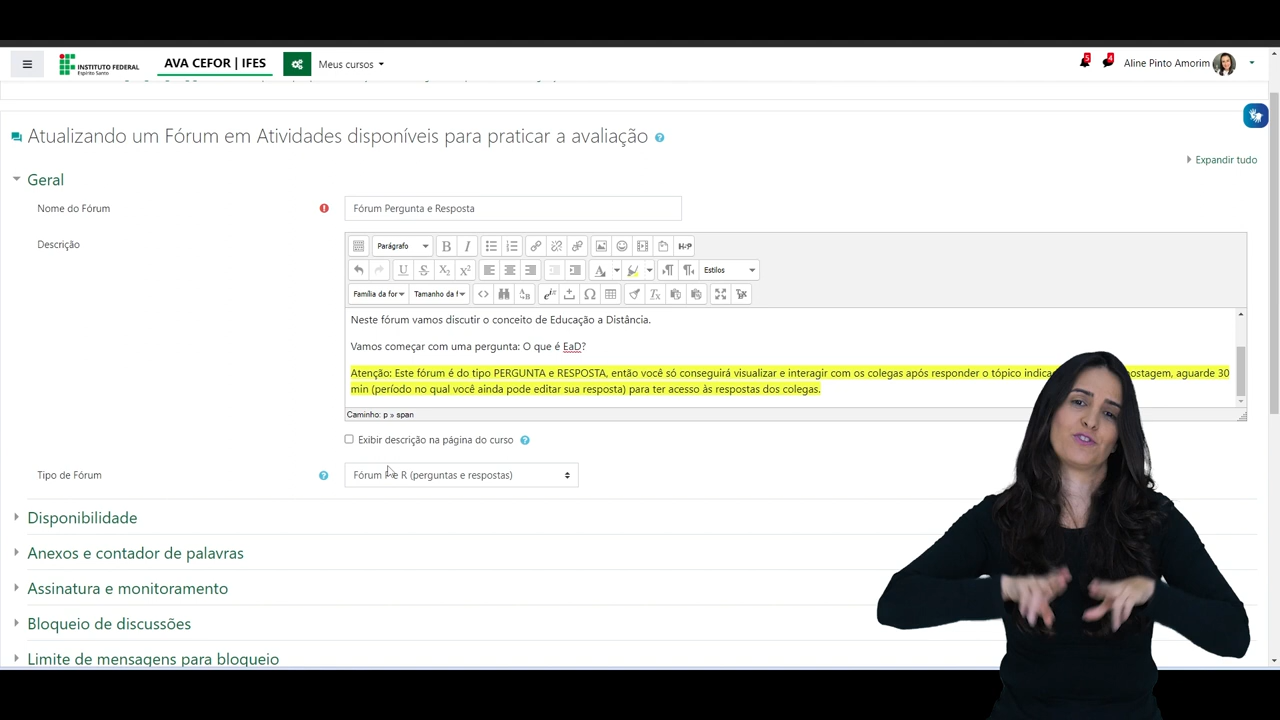 INSTITUTO FEDERAL
Espírito Santo
AVA CEFOR | IFES
Meus cursos
5
4
Aline Pinto Amorim
Atualizando um Fórum em Atividades disponíveis para praticar a avaliação
Expandir tudo
Geral
Nome do Fórum
Fórum Pergunta e Resposta
Descrição
Parágrafo
B I
H-P
U S X2 X2
A
Estilos
Família da for
Tamanho da f
Neste fórum vamos discutir o conceito de Educação a Distância.
Vamos começar com uma pergunta: O que é EaD?
Atenção: Este fórum é do tipo PERGUNTA e RESPOSTA, então você só conseguirá visualizar e interagir com os colegas após responder o tópico aguarde 30
min (período no qual você ainda pode editar sua resposta) para ter acesso às respostas dos colegas.
Caminho: p » span
Exibir descrição na página do curso
Tipo de Fórum
Fórum e R (perguntas e respostas)
Disponibilidade
Anexos e contador de palavras
Assinatura e monitoramento
Bloqueio de discussões
Limite de mensagens para bloqueio